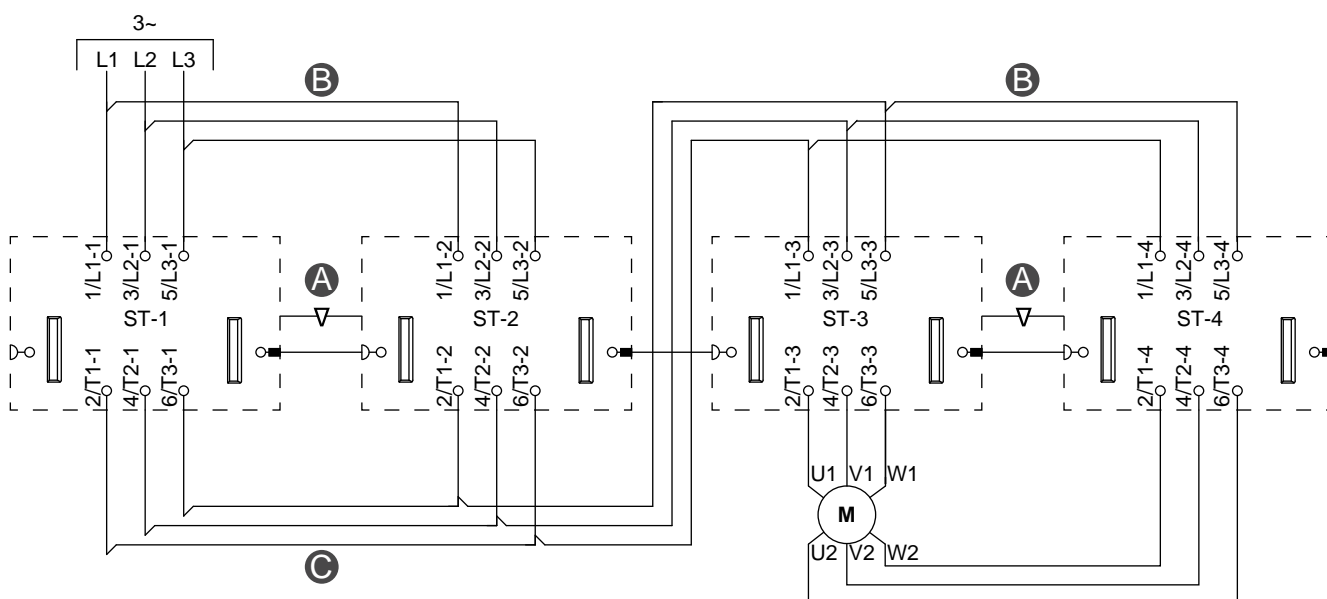 3~
L1 L2 L3
B
B
1/L1-1 3/L2-1 5/L3-1
1/L1-2 3/L2-2 5/L3-2
1/L1-3 3/L2-3 5/L3-3
1/L1-4 3/L2-4 5/L3-4
A
A
ST-1
ST-2
ST-3
ST-4
2/T1-1 4/T2-1 6/T3-1
2/T1-2 4/T2-2 6/T3-2
2/T1-3 4/T2-3 6/T3-3
2/T1-4 4/T2-4 6/T3-4
U1 V1 W1
M
U2 V2 W2
C